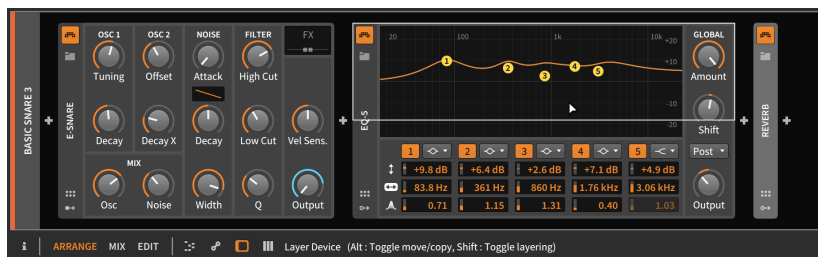 BASIC SNARE 3
E-SNARE
OSC 1 OSC 2 NOISE FILTER FX
Tuning Offset Attack High Cut
Decay Decay X Decay Low Cut Vel Sens.
MIX
Osc Noise Width Q Output
EQ-5
20 100 1k 10k +20
+10
-10
-20
1 2 3 4 5
GLOBAL
Amount
Shift
1 2 3 4 5 Post
+9.8 dB +6.4 dB +2.6 dB +7.1 dB +4.9 dB
83.8 Hz 361 Hz 860 Hz 1.76 kHz 3.06 kHz
0.71 1.15 1.31 0.40 1.03
Output
REVERB
i ARRANGE MIX EDIT Layer Device (Alt : Toggle move/copy, Shift : Toggle layering)